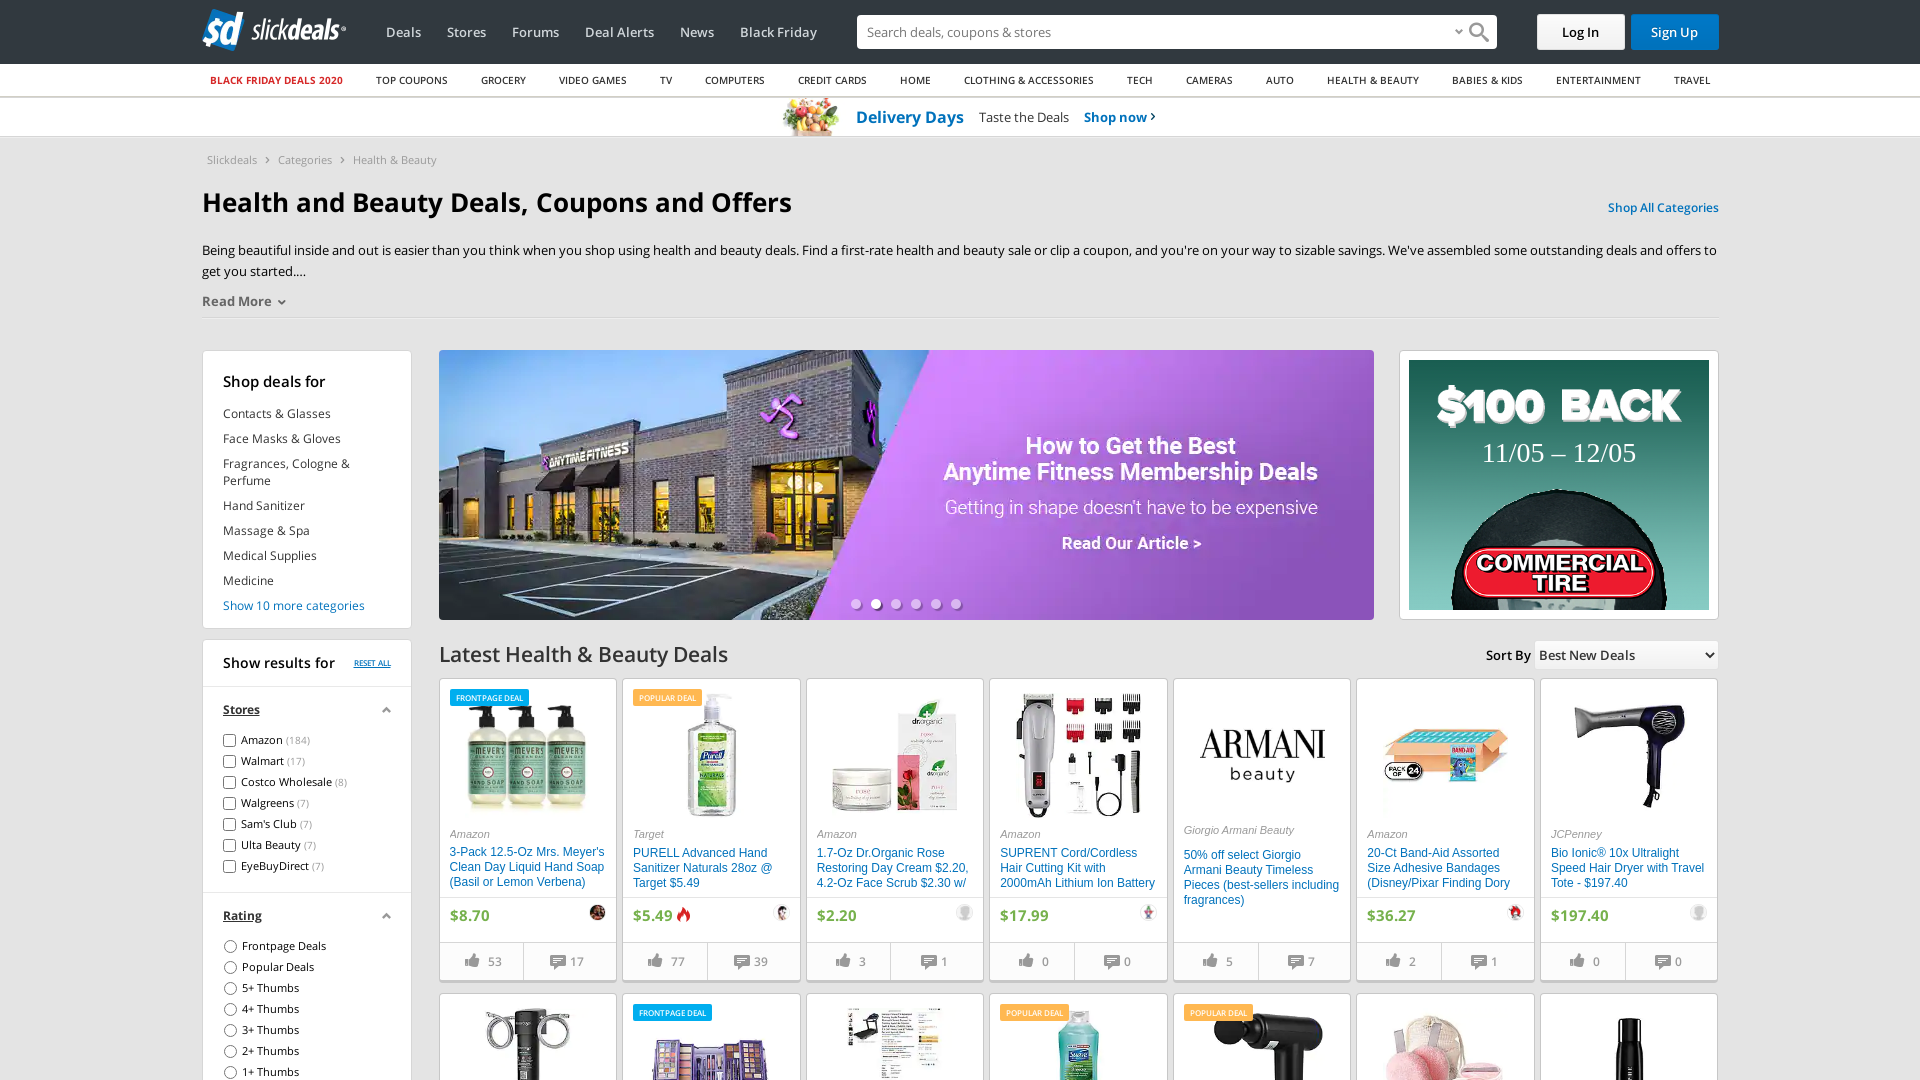 slickdeals
Deals
Stores
Forums
Deal Alerts
News
Black Friday
Search deals, coupons & stores
Log In
Sign Up
BLACK FRIDAY DEALS 2020
TOP COUPONS
GROCERY
VIDEO GAMES
TV
COMPUTERS
CREDIT CARDS
HOME
CLOTHING & ACCESSORIES
TECH
CAMERAS
AUTO
HEALTH & BEAUTY
BABIES & KIDS
ENTERTAINMENT
TRAVEL
Delivery Days Taste the Deals Shop now
Slickdeals > Categories > Health & Beauty
Health and Beauty Deals, Coupons and Offers
Shop All Categories
Being beautiful inside and out is easier than you think when you shop using health and beauty deals. Find a first-rate health and beauty sale or clip a coupon, and you're on your way to sizable savings. We've assembled some outstanding deals and offers to
get you started.…
Read More
Shop deals for
Contacts & Glasses
Face Masks & Gloves
Fragrances, Cologne &
Perfume
Hand Sanitizer
Massage & Spa
Medical Supplies
Medicine
Show 10 more categories
ANYTIME FITNESS
How to Get the Best
Anytime Fitness Membership Deals
Getting in shape doesn't have to be expensive
Read Our Article >
$100 BACK
11/05 – 12/05
COMMERCIAL
TIRE
Show results for
RESET ALL
Stores
Amazon (184)
Walmart (17)
Costco Wholesale (8)
Walgreens (7)
Sam's Club (7)
Ulta Beauty (7)
EyeBuyDirect (7)
Rating
Frontpage Deals
Popular Deals
5+ Thumbs
4+ Thumbs
3+ Thumbs
2+ Thumbs
1+ Thumbs
Latest Health & Beauty Deals
Sort By Best New Deals
FRONTPAGE DEAL
MEYER'S
Amazon
3-Pack 12.5-Oz Mrs. Meyer's
Clean Day Liquid Hand Soap
(Basil or Lemon Verbena)
$8.70
53
17
POPULAR DEAL
Purell
NATURALS
Target
PURELL Advanced Hand
Sanitizer Naturals 28oz @
Target $5.49
$5.49
77
39
dr.organic
rose
Amazon
1.7-Oz Dr.Organic Rose
Restoring Day Cream $2.20,
4.2-Oz Face Scrub $2.30 w/
$2.20
3
1
Amazon
SUPRENT Cord/Cordless
Hair Cutting Kit with
2000mAh Lithium Ion Battery
$17.99
0
0
ARMANI
beauty
Giorgio Armani Beauty
50% off select Giorgio
Armani Beauty Timeless
Pieces (best-sellers including
fragrances)
5
7
PACK OF 24
BAND-AID
Amazon
20-Ct Band-Aid Assorted
Size Adhesive Bandages
(Disney/Pixar Finding Dory
$36.27
2
1
JCPenney
Bio Ionic® 10x Ultralight
Speed Hair Dryer with Travel
Tote - $197.40
$197.40
0
0
FRONTPAGE DEAL
POPULAR DEAL
Suave
POPULAR DEAL